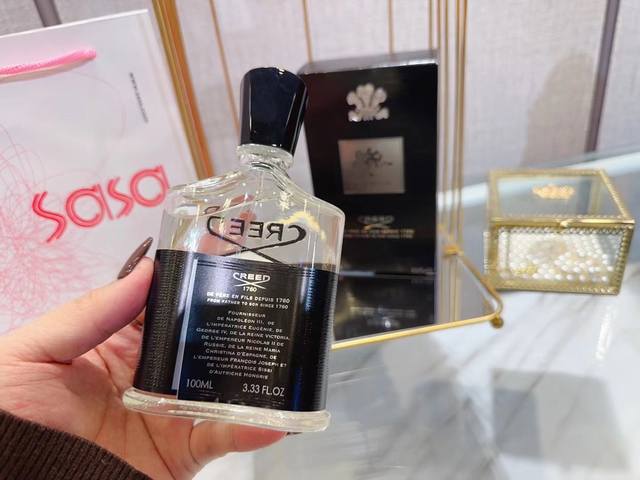 sasa
CREED
CREED
1760
DE PÈRE EN FILS DEPUIS 1760
FROM FATHER TO SON SINCE 1760
FOURNISSEUR
DE NAPOLÉON III, DE
L'IMPÉRATRICE EUGÉNIE, DE
GEORGE IV, DE LA REINE VICTORIA,
DE L'EMPEREUR NICOLAS II DE
RUSSIE, DE LA REINE MARIA
CHRISTINA D'ESPAGNE, DE
L'EMPEREUR FRANÇOIS JOSEPH ET
DE L'IMPÉRATRICE SISSI
D'AUTRICHE HONGRIE
100ML 3.33 FL.OZ
CREED